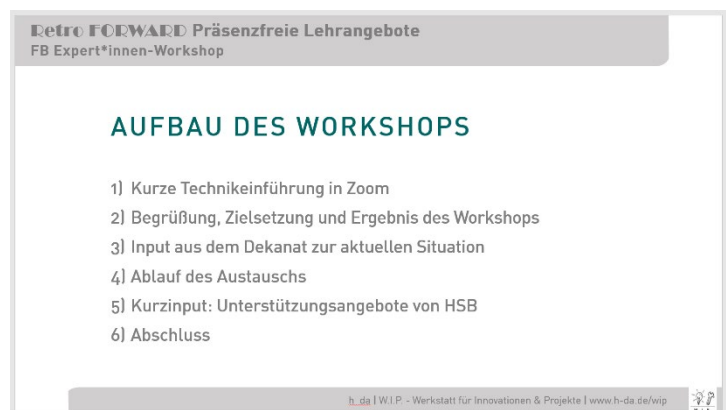 Retro FORWARD Präsenzfreie Lehrangebote
FB Expert*innen-Workshop
AUFBAU DES WORKSHOPS
1) Kurze Technikeinführung in Zoom
2) Begrüßung, Zielsetzung und Ergebnis des Workshops
3) Input aus dem Dekanat zur aktuellen Situation
4) Ablauf des Austauschs
5) Kurzinput: Unterstützungsangebote von HSB
6) Abschluss
h_da | W.I.P. - Werkstatt für Innovationen & Projekte | www.h-da.de/wip